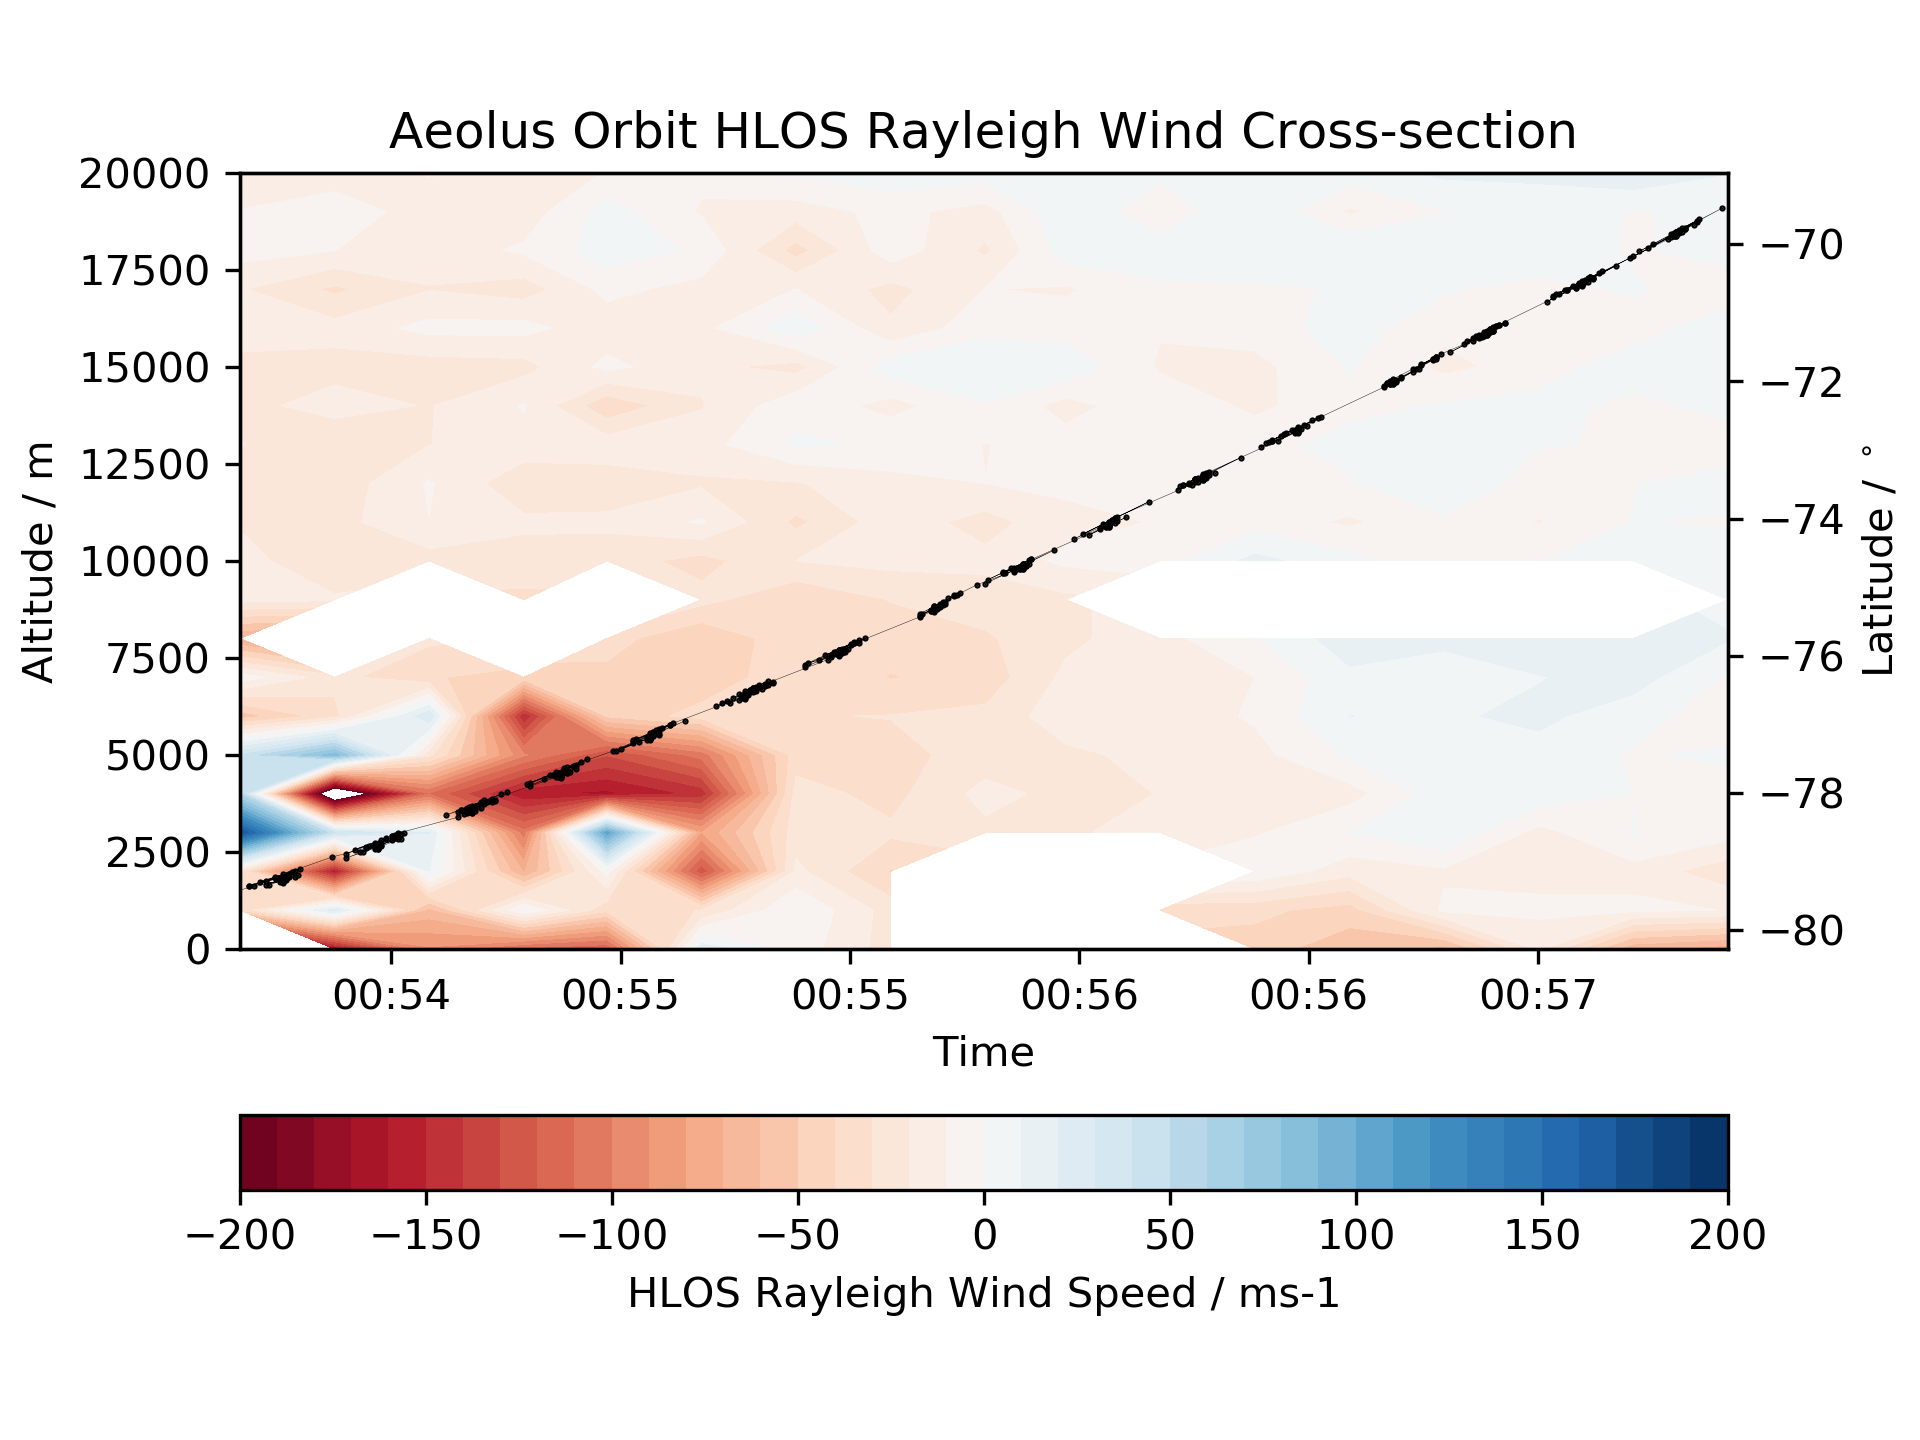 Aeolus Orbit HLOS Rayleigh Wind Cross-section
20000
17500
15000
12500
10000
7500
5000
2500
0
Altitude / m
−70
−72
−74
−76
−78
−80
Latitude / °
00:54 00:55 00:55 00:56 00:56 00:57
Time
−200 −150 −100 −50 0 50 100 150 200
HLOS Rayleigh Wind Speed / ms-1